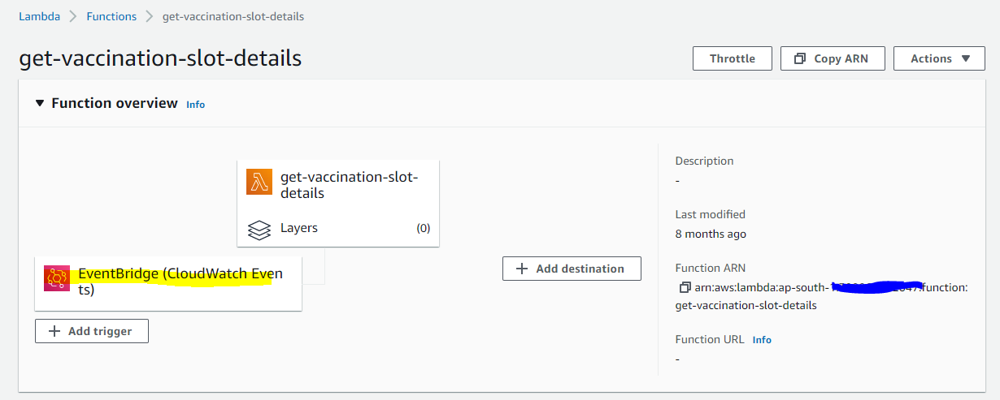 Lambda > Functions > get-vaccination-slot-details
get-vaccination-slot-details
Throttle
Copy ARN
Actions
Function overview Info
get-vaccination-slot-
details
Layers (0)
EventBridge (CloudWatch Even
ts)
Add trigger
Add destination
Description
-
Last modified
8 months ago
Function ARN
arn:aws:lambda:ap-south- function:
get-vaccination-slot-details
Function URL Info
-